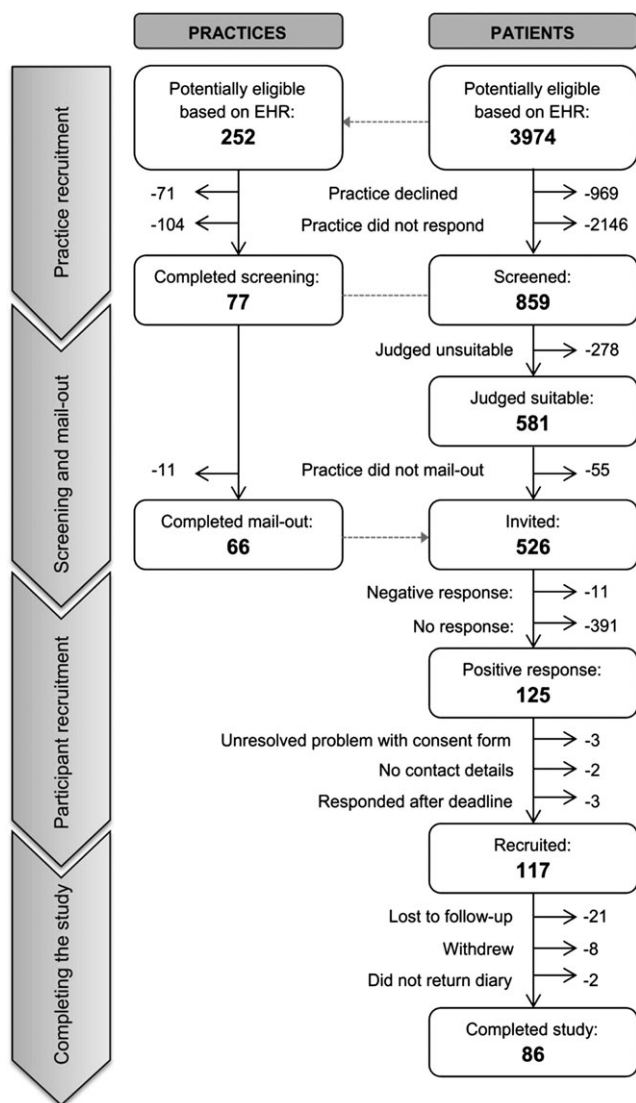 PRACTICES
PATIENTS
Practice recruitment
Potentially eligible
based on EHR:
252
Potentially eligible
based on EHR:
3974
-71
Practice declined
-969
-104
Practice did not respond
-2146
Completed screening:
77
Screened:
859
Screening and mail-out
Judged unsuitable
-278
Judged suitable:
581
-11
Practice did not mail-out
-55
Completed mail-out:
66
Invited:
526
Participant recruitment
Negative response:
-11
No response:
-391
Positive response:
125
Unresolved problem with consent form
-3
No contact details
-2
Responded after deadline
-3
Recruited:
117
Completing the study
Lost to follow-up
-21
Withdrew
-8
Did not return diary
-2
Completed study:
86